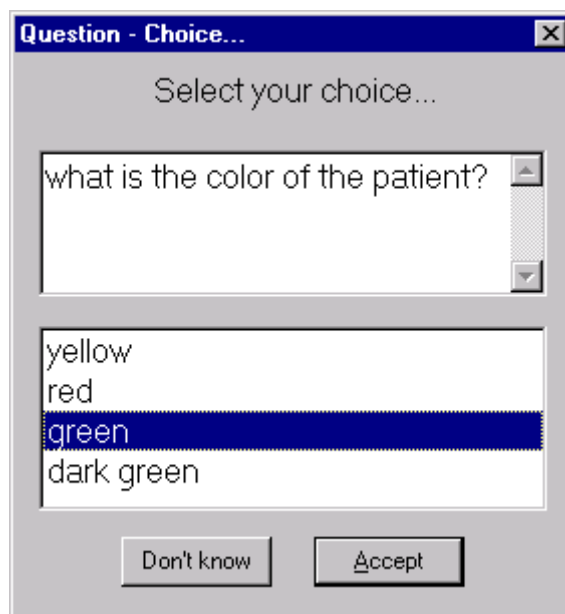 Question - Choice...
Select your choice...
what is the color of the patient?
yellow
red
green
dark green
Don't know
Accept